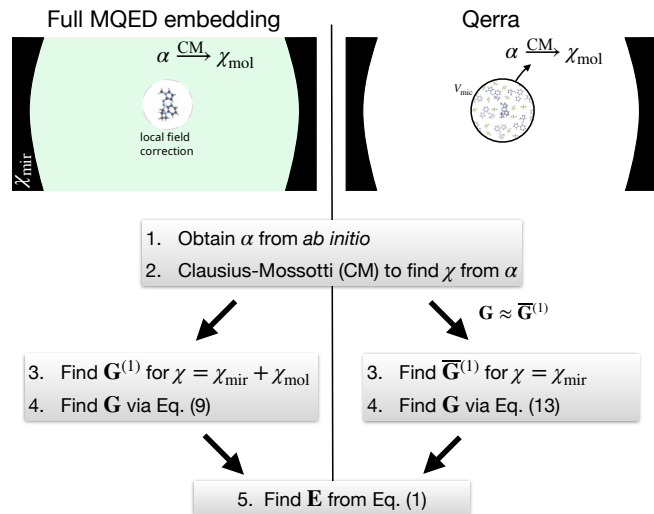 Full MQED embedding
Qerra
α CM→ χmol
local field
correction
χmir
α CM→ χmol
Vmic
1. Obtain α from ab initio
2. Clausius-Mossotti (CM) to find χ from α
G ≈ G̅(1)
3. Find G(1) for χ = χmir + χmol
4. Find G via Eq. (9)
3. Find G̅(1) for χ = χmir
4. Find G via Eq. (13)
5. Find E from Eq. (1)